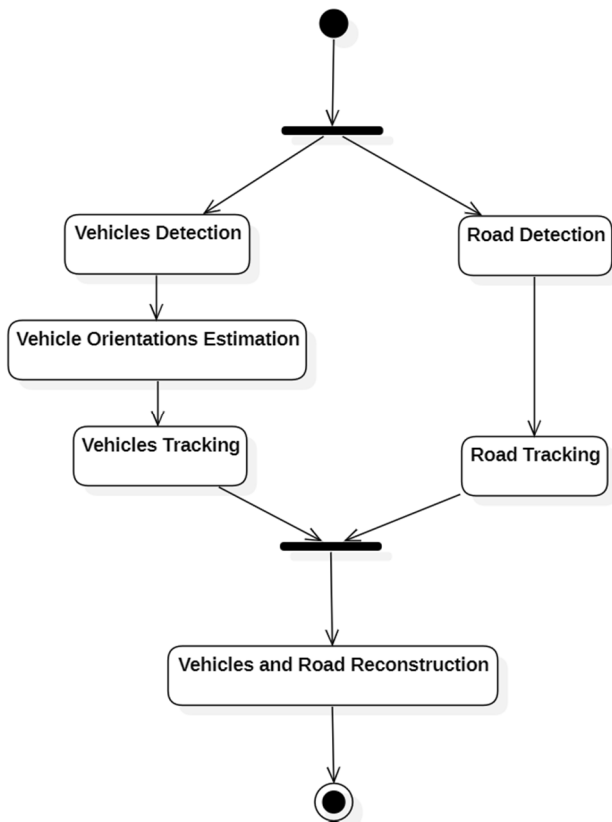 Vehicles Detection
Road Detection
Vehicle Orientations Estimation
Vehicles Tracking
Road Tracking
Vehicles and Road Reconstruction